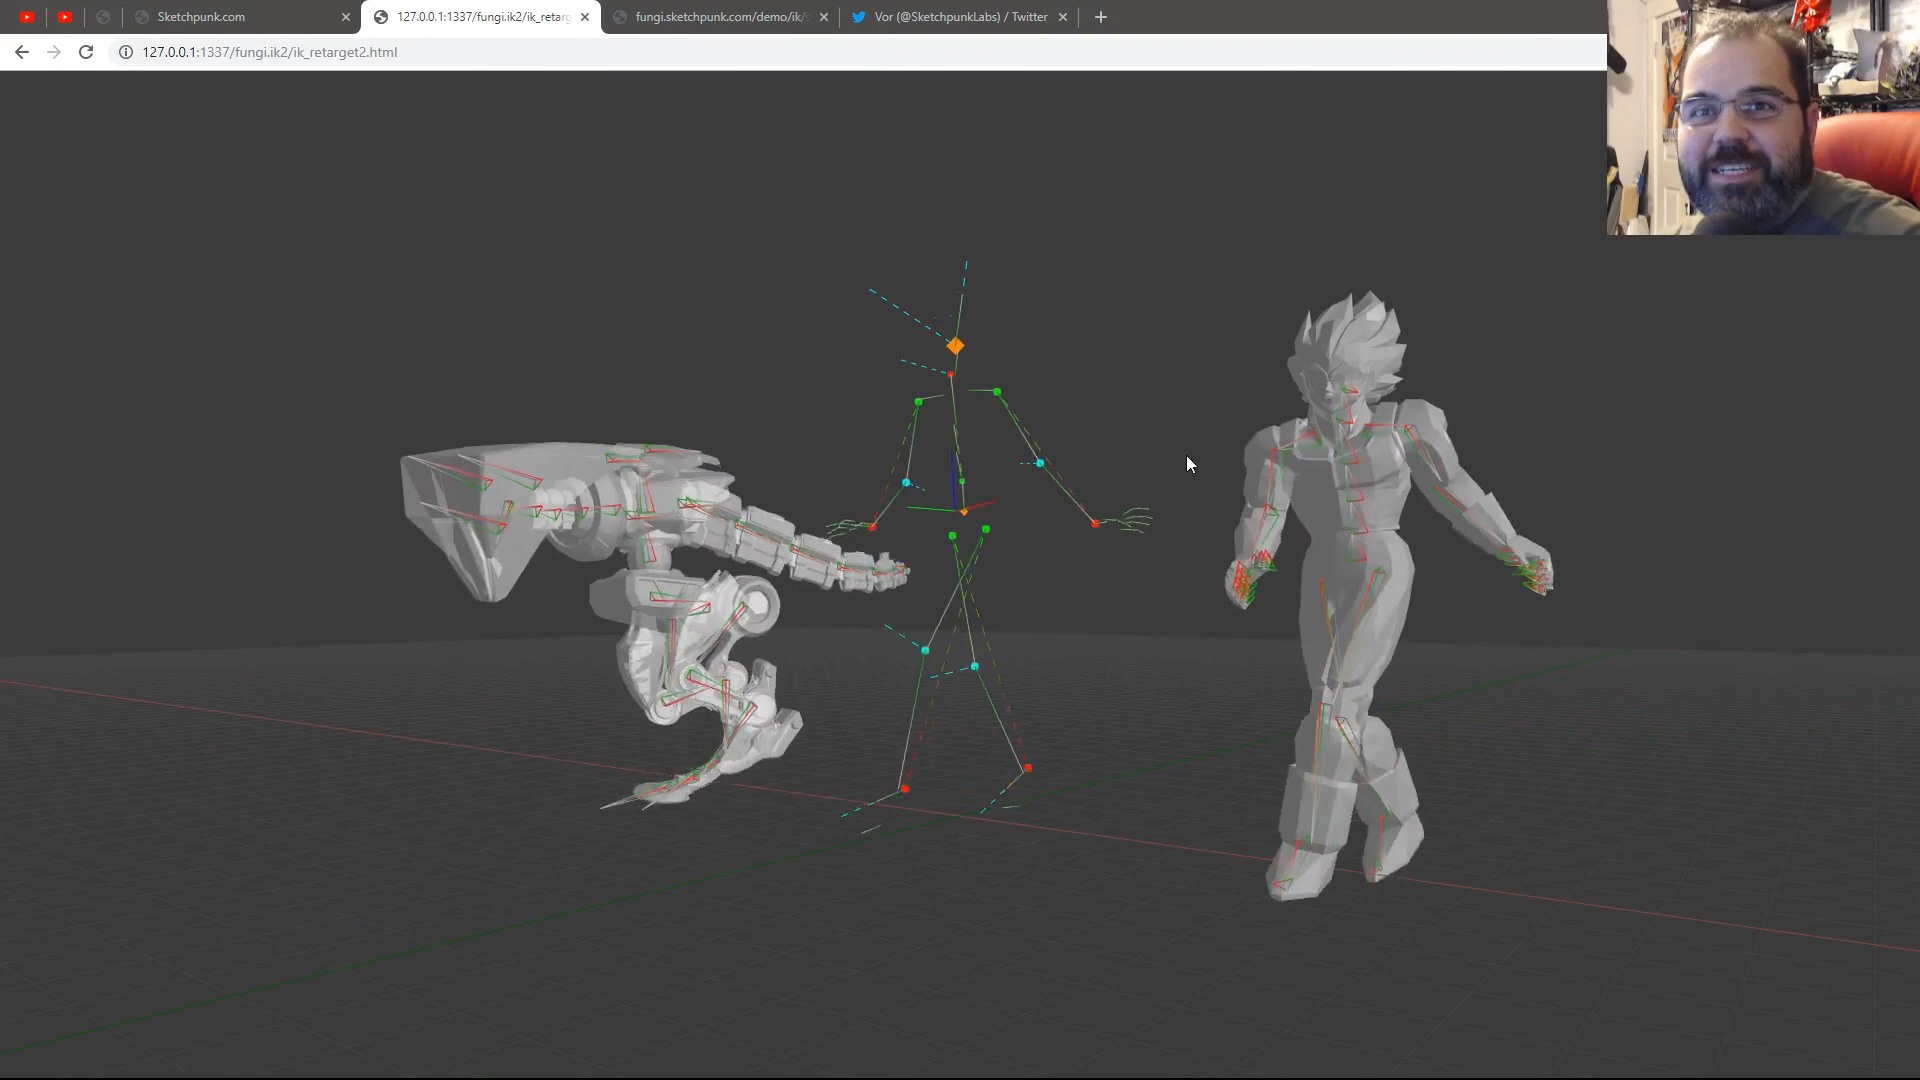 Sketchpunk.com
127.0.0.1:1337/fungi.ik2/ik_retarg
fungi.sketchpunk.com/demo/ik/s
Vor (@SketchpunkLabs) / Twitter
127.0.0.1:1337/fungi.ik2/ik_retarget2.html